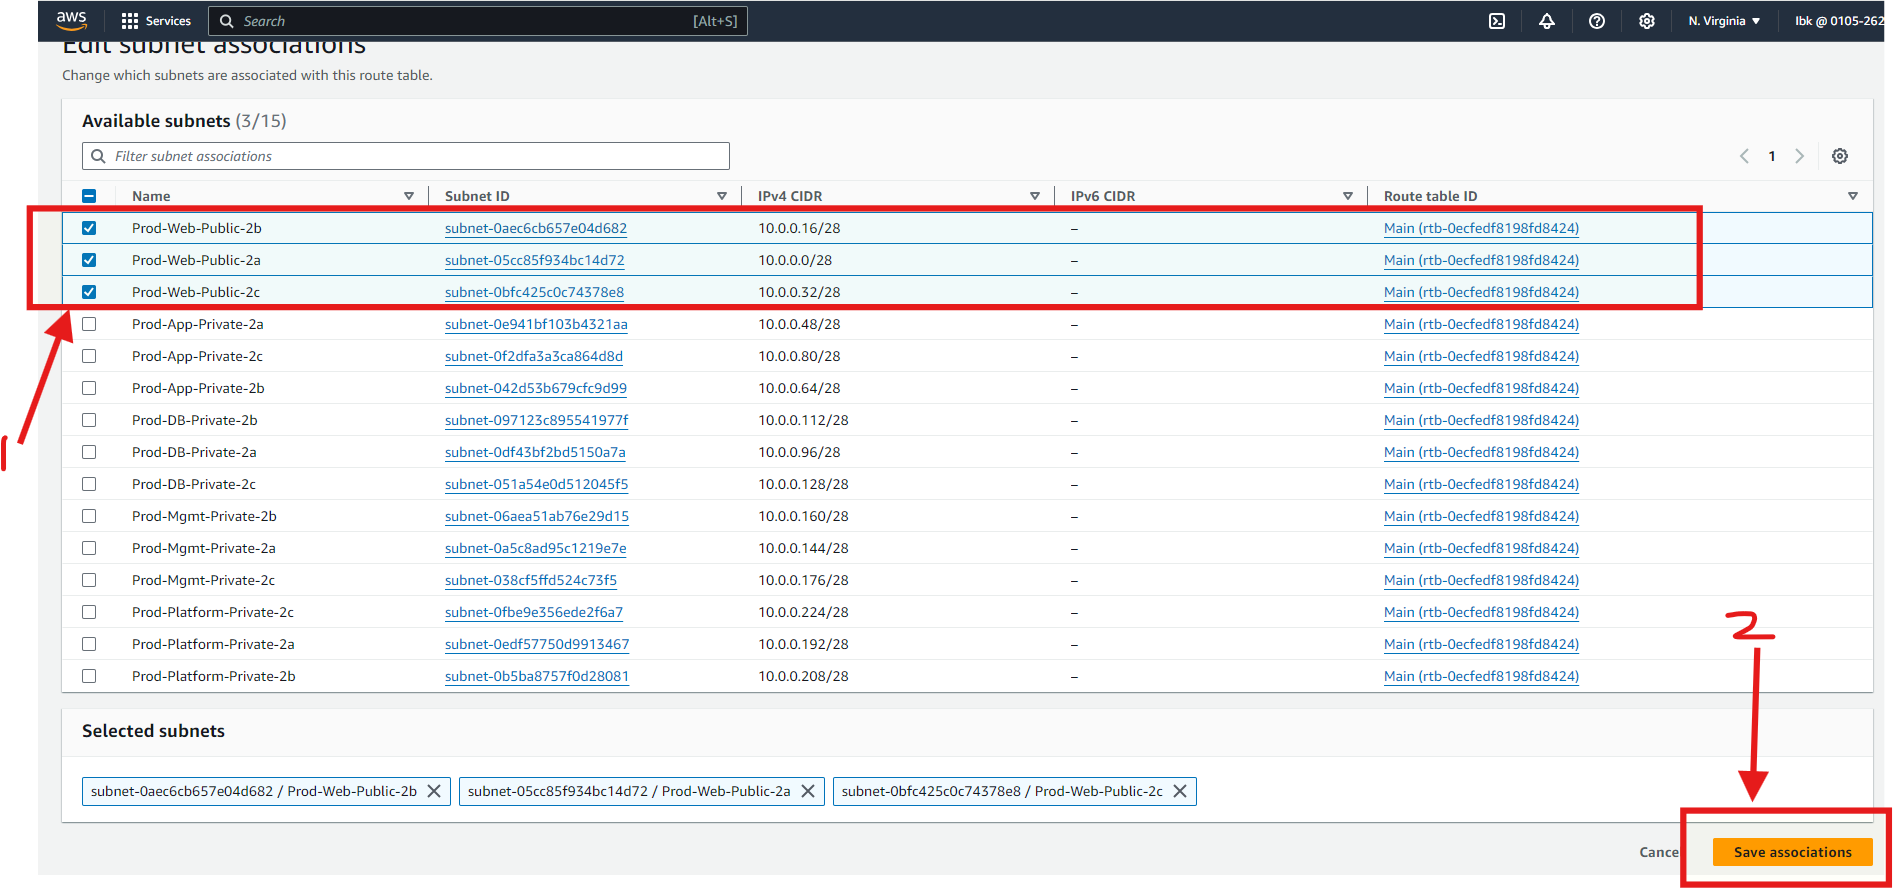 aws Services Search [Alt+S] N. Virginia Ibk @ 0105-262
Edit subnet associations
Change which subnets are associated with this route table.
Available subnets (3/15)
Filter subnet associations 1
Name Subnet ID IPv4 CIDR IPv6 CIDR Route table ID
Prod-Web-Public-2b subnet-0aec6cb657e04d682 10.0.0.16/28 – Main (rtb-0ecfedf8198fd8424)
Prod-Web-Public-2a subnet-05cc85f934bc14d72 10.0.0.0/28 – Main (rtb-0ecfedf8198fd8424)
Prod-Web-Public-2c subnet-0bfc425c0c74378e8 10.0.0.32/28 – Main (rtb-0ecfedf8198fd8424)
Prod-App-Private-2a subnet-0e941bf103b4321aa 10.0.0.48/28 – Main (rtb-0ecfedf8198fd8424)
Prod-App-Private-2c subnet-0f2dfa3a3ca864d8d 10.0.0.80/28 – Main (rtb-0ecfedf8198fd8424)
Prod-App-Private-2b subnet-042d53b679cfc9d99 10.0.0.64/28 – Main (rtb-0ecfedf8198fd8424)
Prod-DB-Private-2b subnet-097123c895541977f 10.0.0.112/28 – Main (rtb-0ecfedf8198fd8424)
1
Prod-DB-Private-2a subnet-0df43bf2bd5150a7a 10.0.0.96/28 – Main (rtb-0ecfedf8198fd8424)
Prod-DB-Private-2c subnet-051a54e0d512045f5 10.0.0.128/28 – Main (rtb-0ecfedf8198fd8424)
Prod-Mgmt-Private-2b subnet-06aea51ab76e29d15 10.0.0.160/28 – Main (rtb-0ecfedf8198fd8424)
Prod-Mgmt-Private-2a subnet-0a5c8ad95c1219e7e 10.0.0.144/28 – Main (rtb-0ecfedf8198fd8424)
Prod-Mgmt-Private-2c subnet-038cf5ffd524c73f5 10.0.0.176/28 – Main (rtb-0ecfedf8198fd8424)
Prod-Platform-Private-2c subnet-0fbe9e356ede2f6a7 10.0.0.224/28 – Main (rtb-0ecfedf8198fd8424)
2
Prod-Platform-Private-2a subnet-0edf57750d9913467 10.0.0.192/28 – Main (rtb-0ecfedf8198fd8424)
Prod-Platform-Private-2b subnet-0b5ba8757f0d28081 10.0.0.208/28 – Main (rtb-0ecfedf8198fd8424)
Selected subnets
subnet-0aec6cb657e04d682 / Prod-Web-Public-2b subnet-05cc85f934bc14d72 / Prod-Web-Public-2a subnet-0bfc425c0c74378e8 / Prod-Web-Public-2c
Cance Save associations